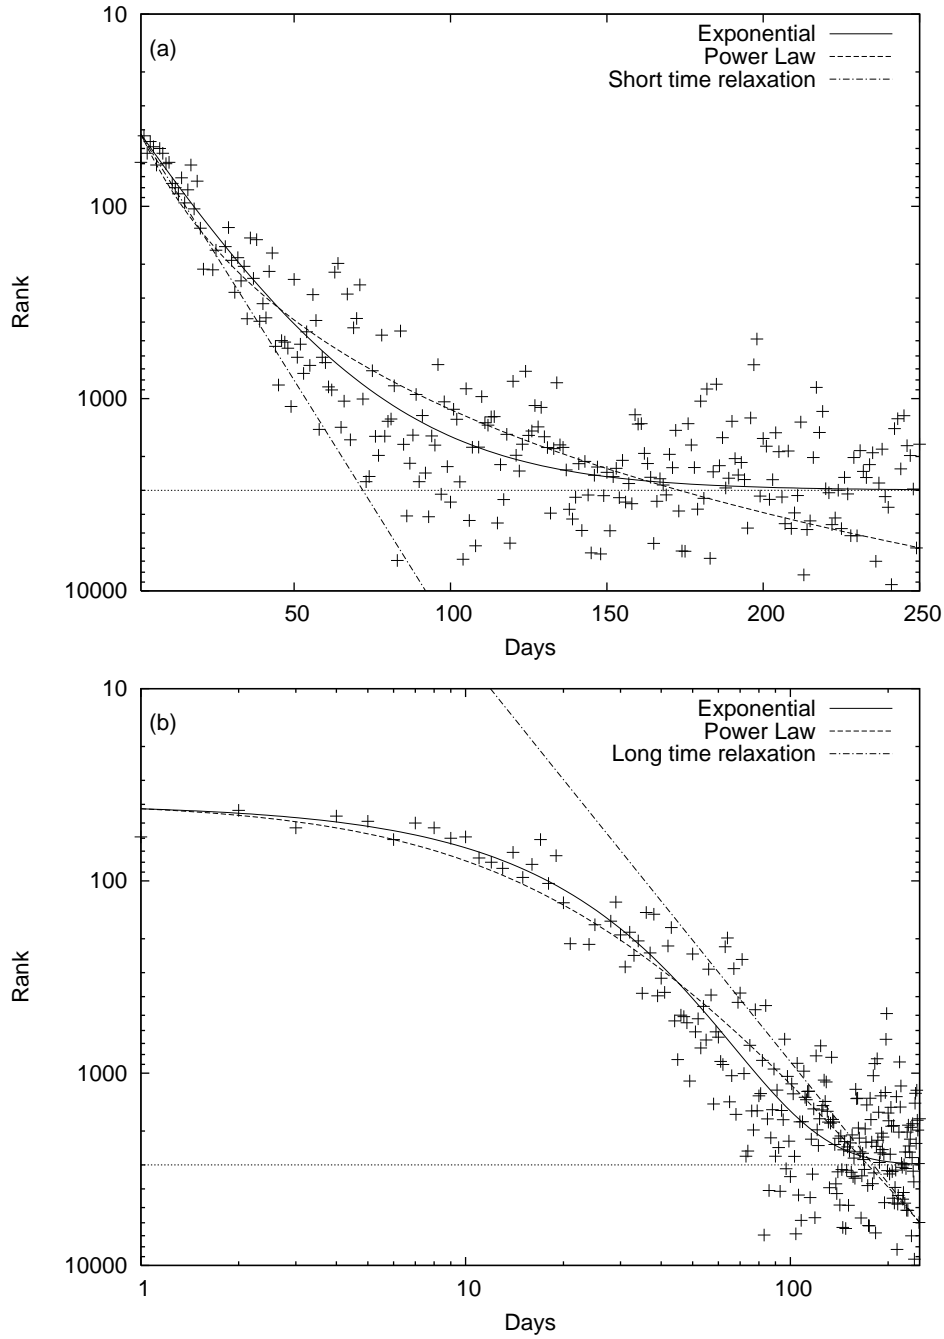 10
(a)
Exponential
Power Law
Short time relaxation
100
1000
10000
Rank
50
100
150
200
250
Days
10
(b)
Exponential
Power Law
Long time relaxation
100
1000
10000
Rank
1
10
100
Days